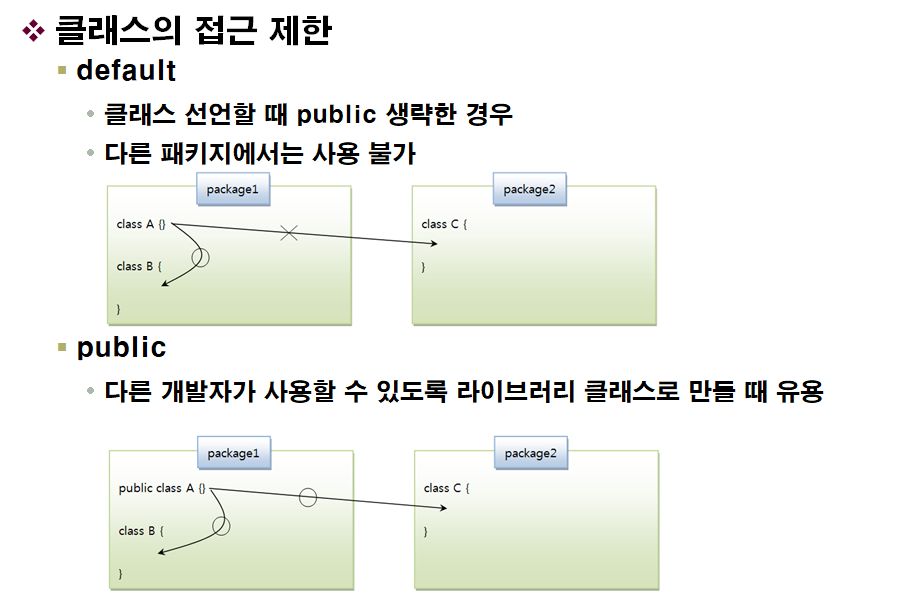 클래스의 접근 제한
default
클래스 선언할 때 public 생략한 경우
다른 패키지에서는 사용 불가
package1
package2
class A {}
class C {
class B {
}
}
public
다른 개발자가 사용할 수 있도록 라이브러리 클래스로 만들 때 유용
package1
package2
public class A {}
class C {
class B {
}
}